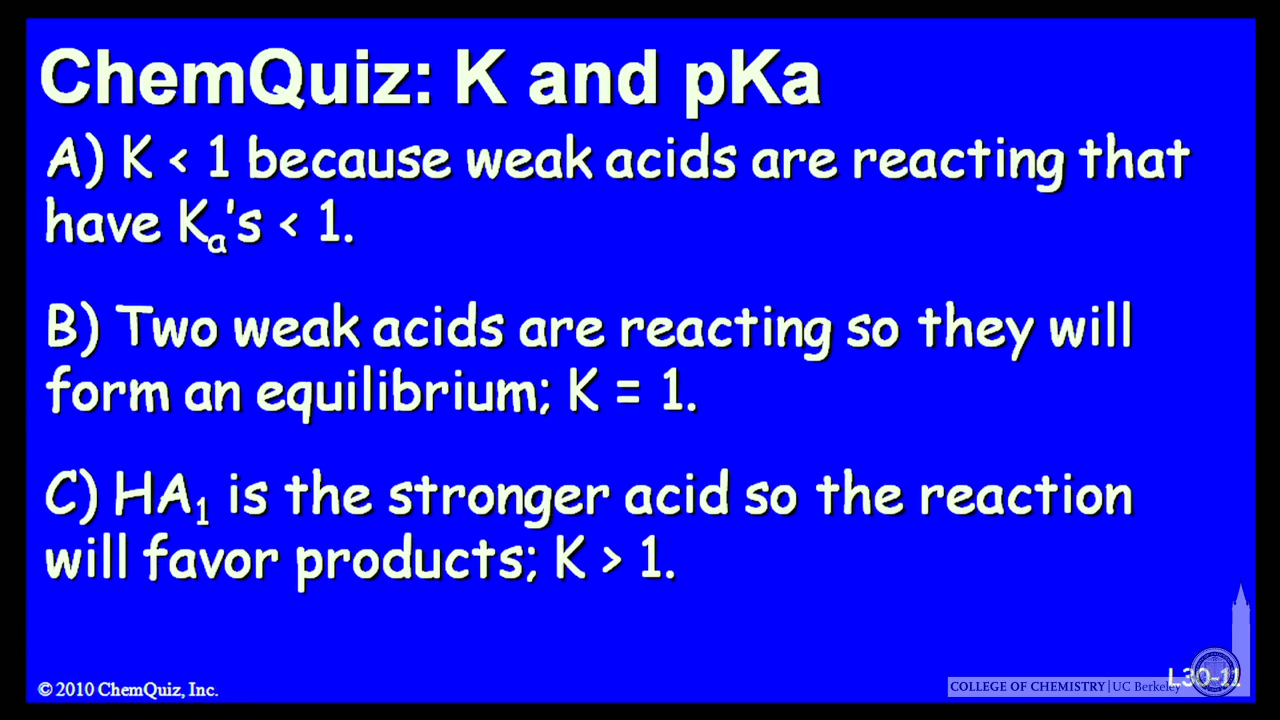 ChemQuiz: K and pKa
A) K < 1 because weak acids are reacting that
have Kₐ's < 1.
B) Two weak acids are reacting so they will
form an equilibrium; K = 1.
C) HA₁ is the stronger acid so the reaction
will favor products; K > 1.
© 2010 ChemQuiz, Inc.
L30-11
COLLEGE OF CHEMISTRY | UC Berkeley